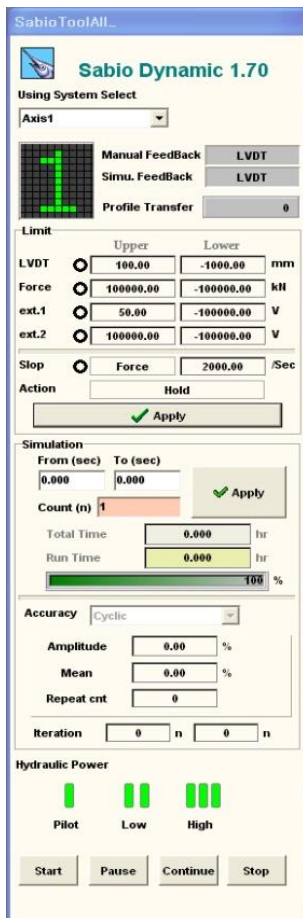 SabioToolAll...
Sabio Dynamic 1.70
Using System Select
Axis1
1
Manual FeedBack LVDT
Simu. FeedBack LVDT
Profile Transfer 0
Limit
Upper Lower
LVDT 100.00 -1000.00 mm
Force 100000.00 -100000.00 kN
ext.1 50.00 -100000.00 V
ext.2 100000.00 -100000.00 V
Slop Force 2000.00 /Sec
Action Hold
Apply
Simulation
From (sec) To (sec)
0.000 0.000
Apply
Count (n) 1
Total Time 0.000 hr
Run Time 0.000 hr
100 %
Accuracy Cyclic
Amplitude 0.00 %
Mean 0.00 %
Repeat cnt 0
Iteration 0 n 0 n
Hydraulic Power
Pilot Low High
Start Pause Continue Stop